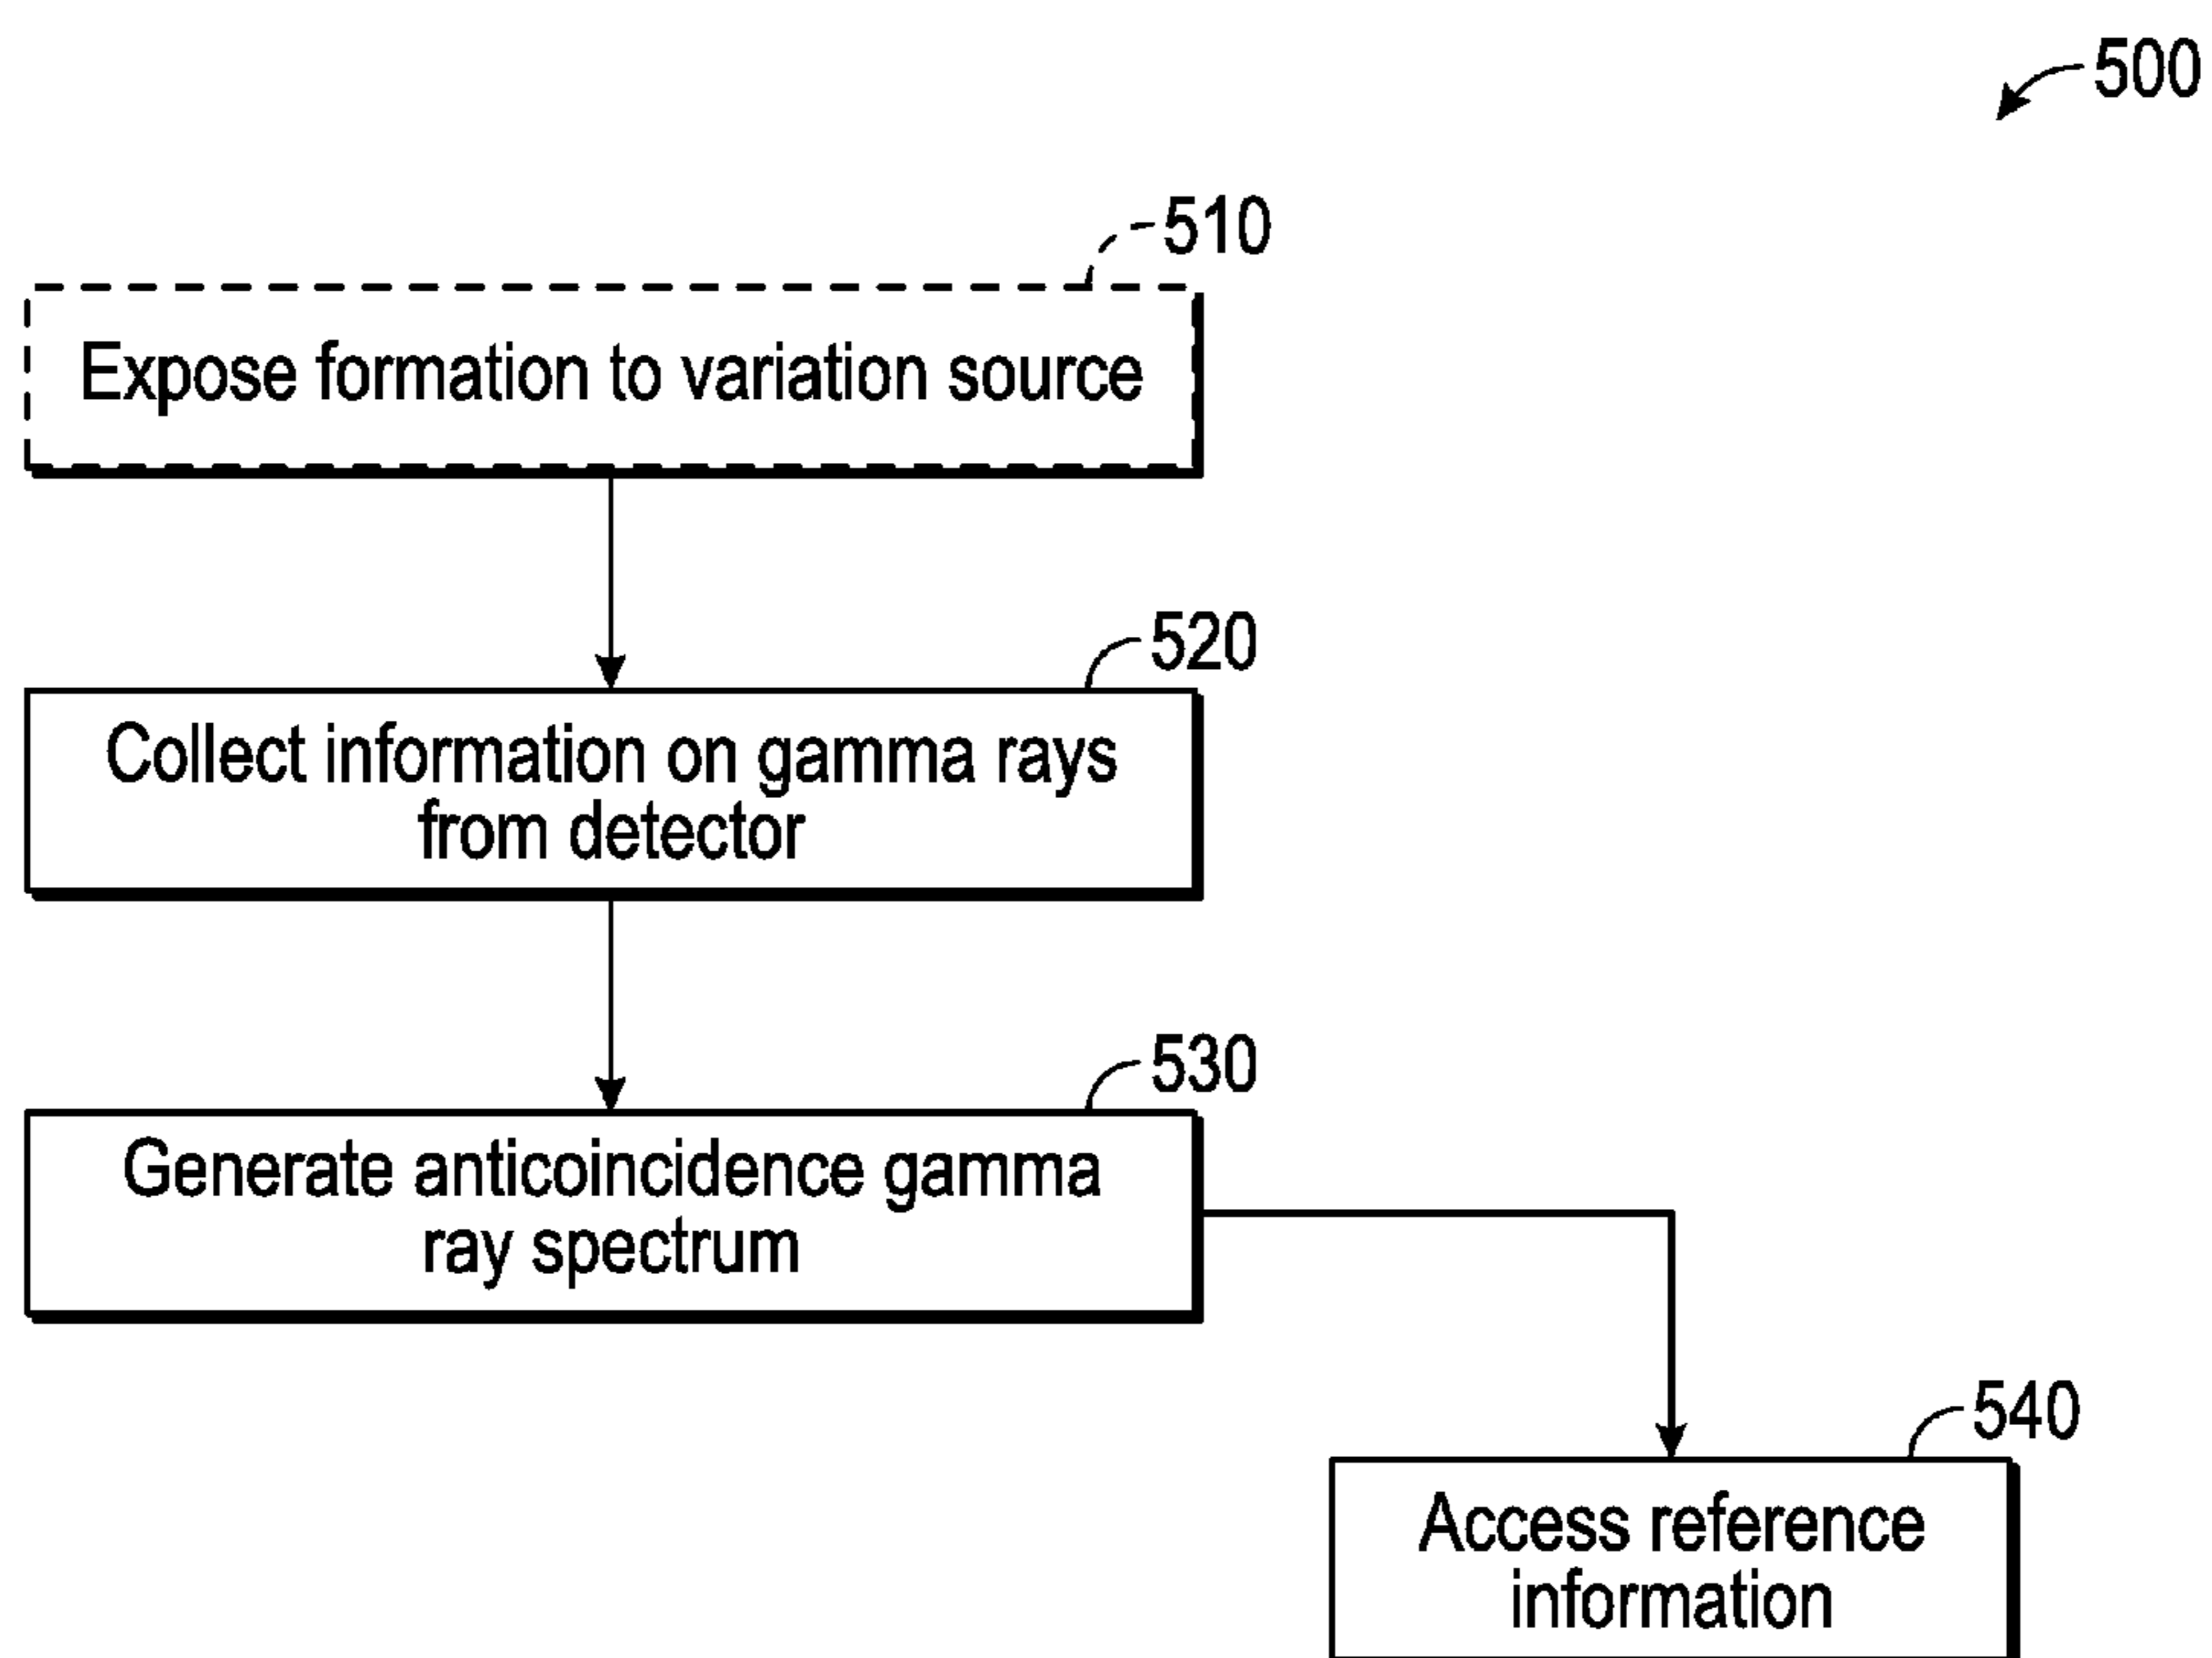 500
510
Expose formation to variation source
520
Collect information on gamma rays
from detector
530
Generate anticoincidence gamma
ray spectrum
540
Access reference
information